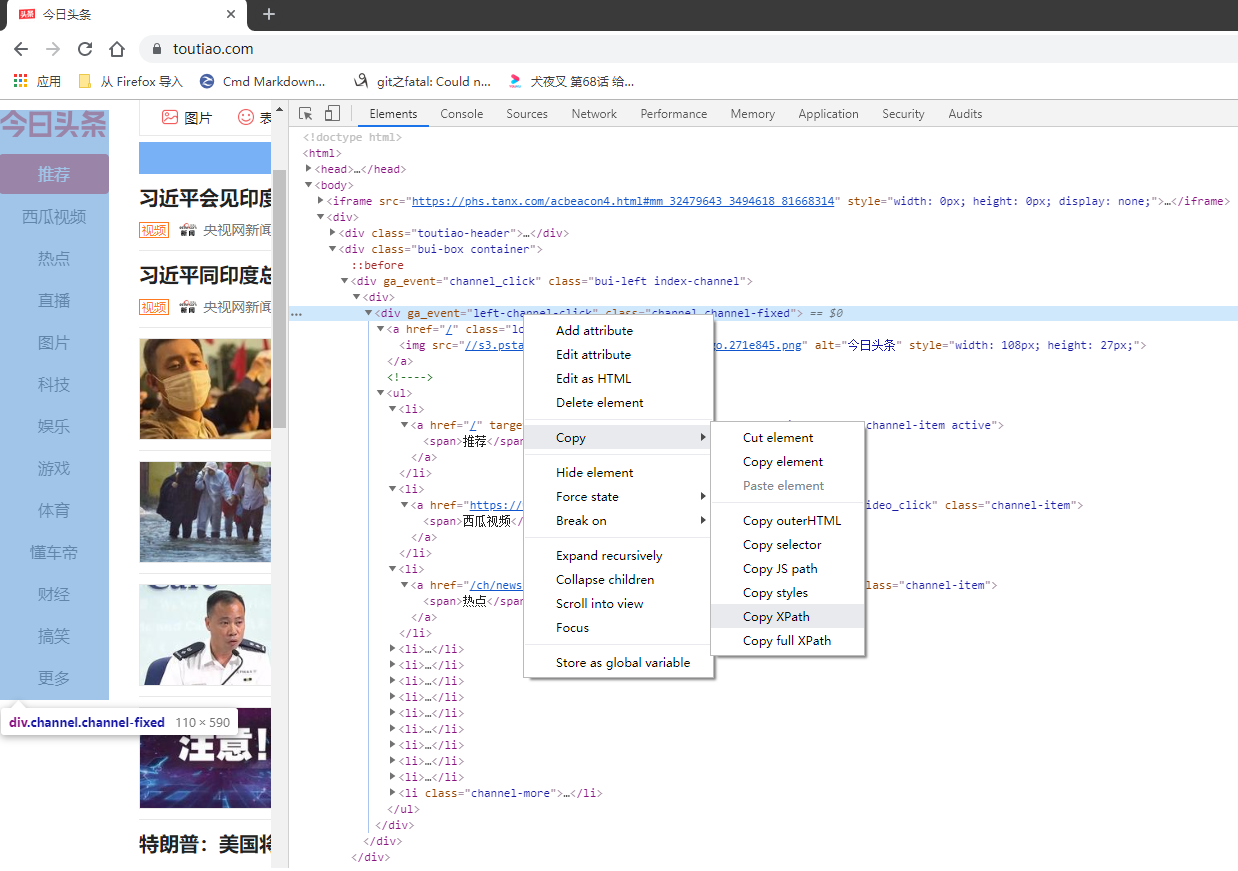 头条 今日头条 × +
toutiao.com
应用 从 Firefox 导入 Cmd Markdown... git之fatal: Could n... 犬夜叉 第68话 给...
今日头条
推荐
西瓜视频
热点
直播
图片
科技
娱乐
游戏
体育
懂车帝
财经
搞笑
更多
div.channel.channel-fixed 110 × 590
图片
习近平会见印度
视频 央视网新闻
习近平同印度总
视频 央视网新闻
注意!
特朗普：美国将
Elements Console Sources Network Performance Memory Application Security Audits
<!doctype html>
<html>
<head>…</head>
<body>
<iframe src="https://phs.tanx.com/acbeacon4.html#mm_32479643_3494618_81668314" style="width: 0px; height: 0px; display: none;">…</iframe>
<div>
<div class="toutiao-header">…</div>
<div class="bui-box container">
::before
<div ga_event="channel_click" class="bui-left index-channel">
<div>
… <div ga_event="left-channel-click" class="channel channel-fixed"> == $0
<a href="/" class="lo
<img src="//s3.psta go.271e845.png" alt="今日头条" style="width: 108px; height: 27px;">
</a>
<!---->
<ul>
<li>
<a href="/" targe channel-item active">
<span>推荐</span
</a>
</li>
<li>
<a href="https:// ideo_click" class="channel-item">
<span>西瓜视频</
</a>
</li>
<li>
<a href="/ch/news lass="channel-item">
<span>热点</span
</a>
</li>
<li>…</li>
<li>…</li>
<li>…</li>
<li>…</li>
<li>…</li>
<li>…</li>
<li>…</li>
<li>…</li>
<li>…</li>
<li class="channel-more">…</li>
</ul>
</div>
</div>
</div>
Add attribute
Edit attribute
Edit as HTML
Delete element
Copy
Hide element
Force state
Break on
Expand recursively
Collapse children
Scroll into view
Focus
Store as global variable
Cut element
Copy element
Paste element
Copy outerHTML
Copy selector
Copy JS path
Copy styles
Copy XPath
Copy full XPath